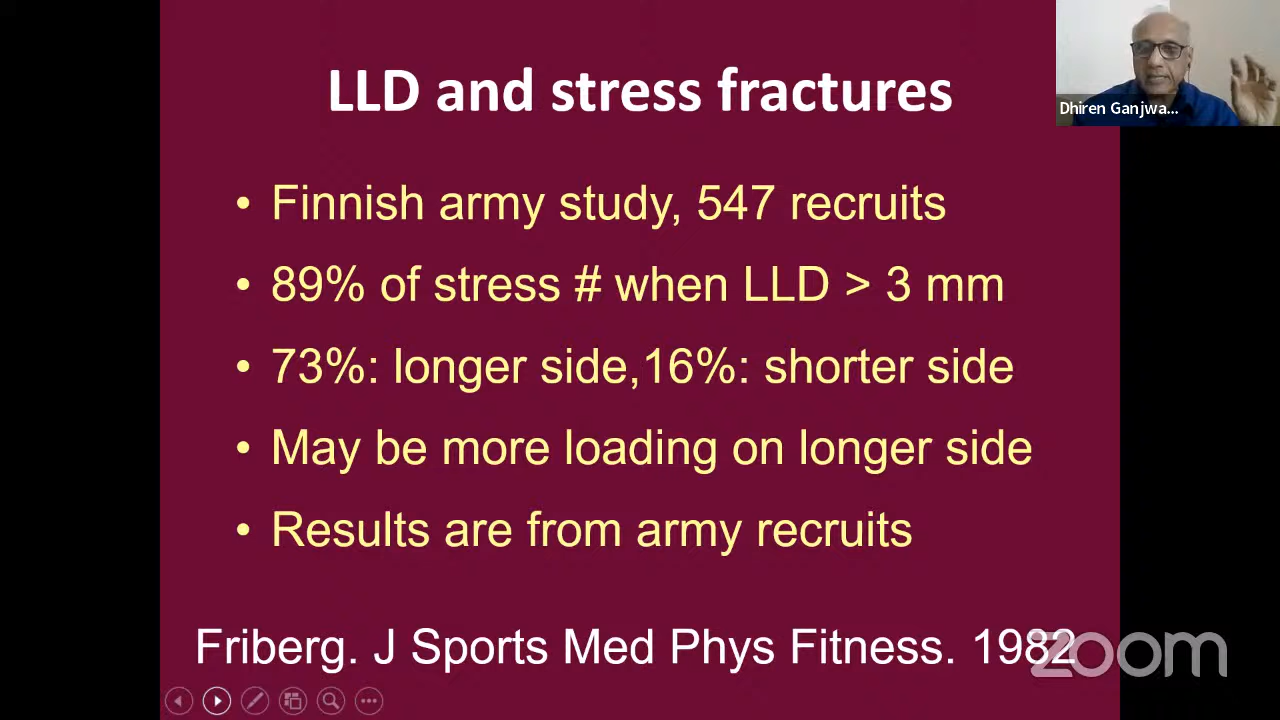 LLD and stress fractures
Dhiren Ganjwa...
• Finnish army study, 547 recruits
• 89% of stress # when LLD > 3 mm
• 73%: longer side,16%: shorter side
• May be more loading on longer side
• Results are from army recruits
Friberg. J Sports Med Phys Fitness. 1982
zoom